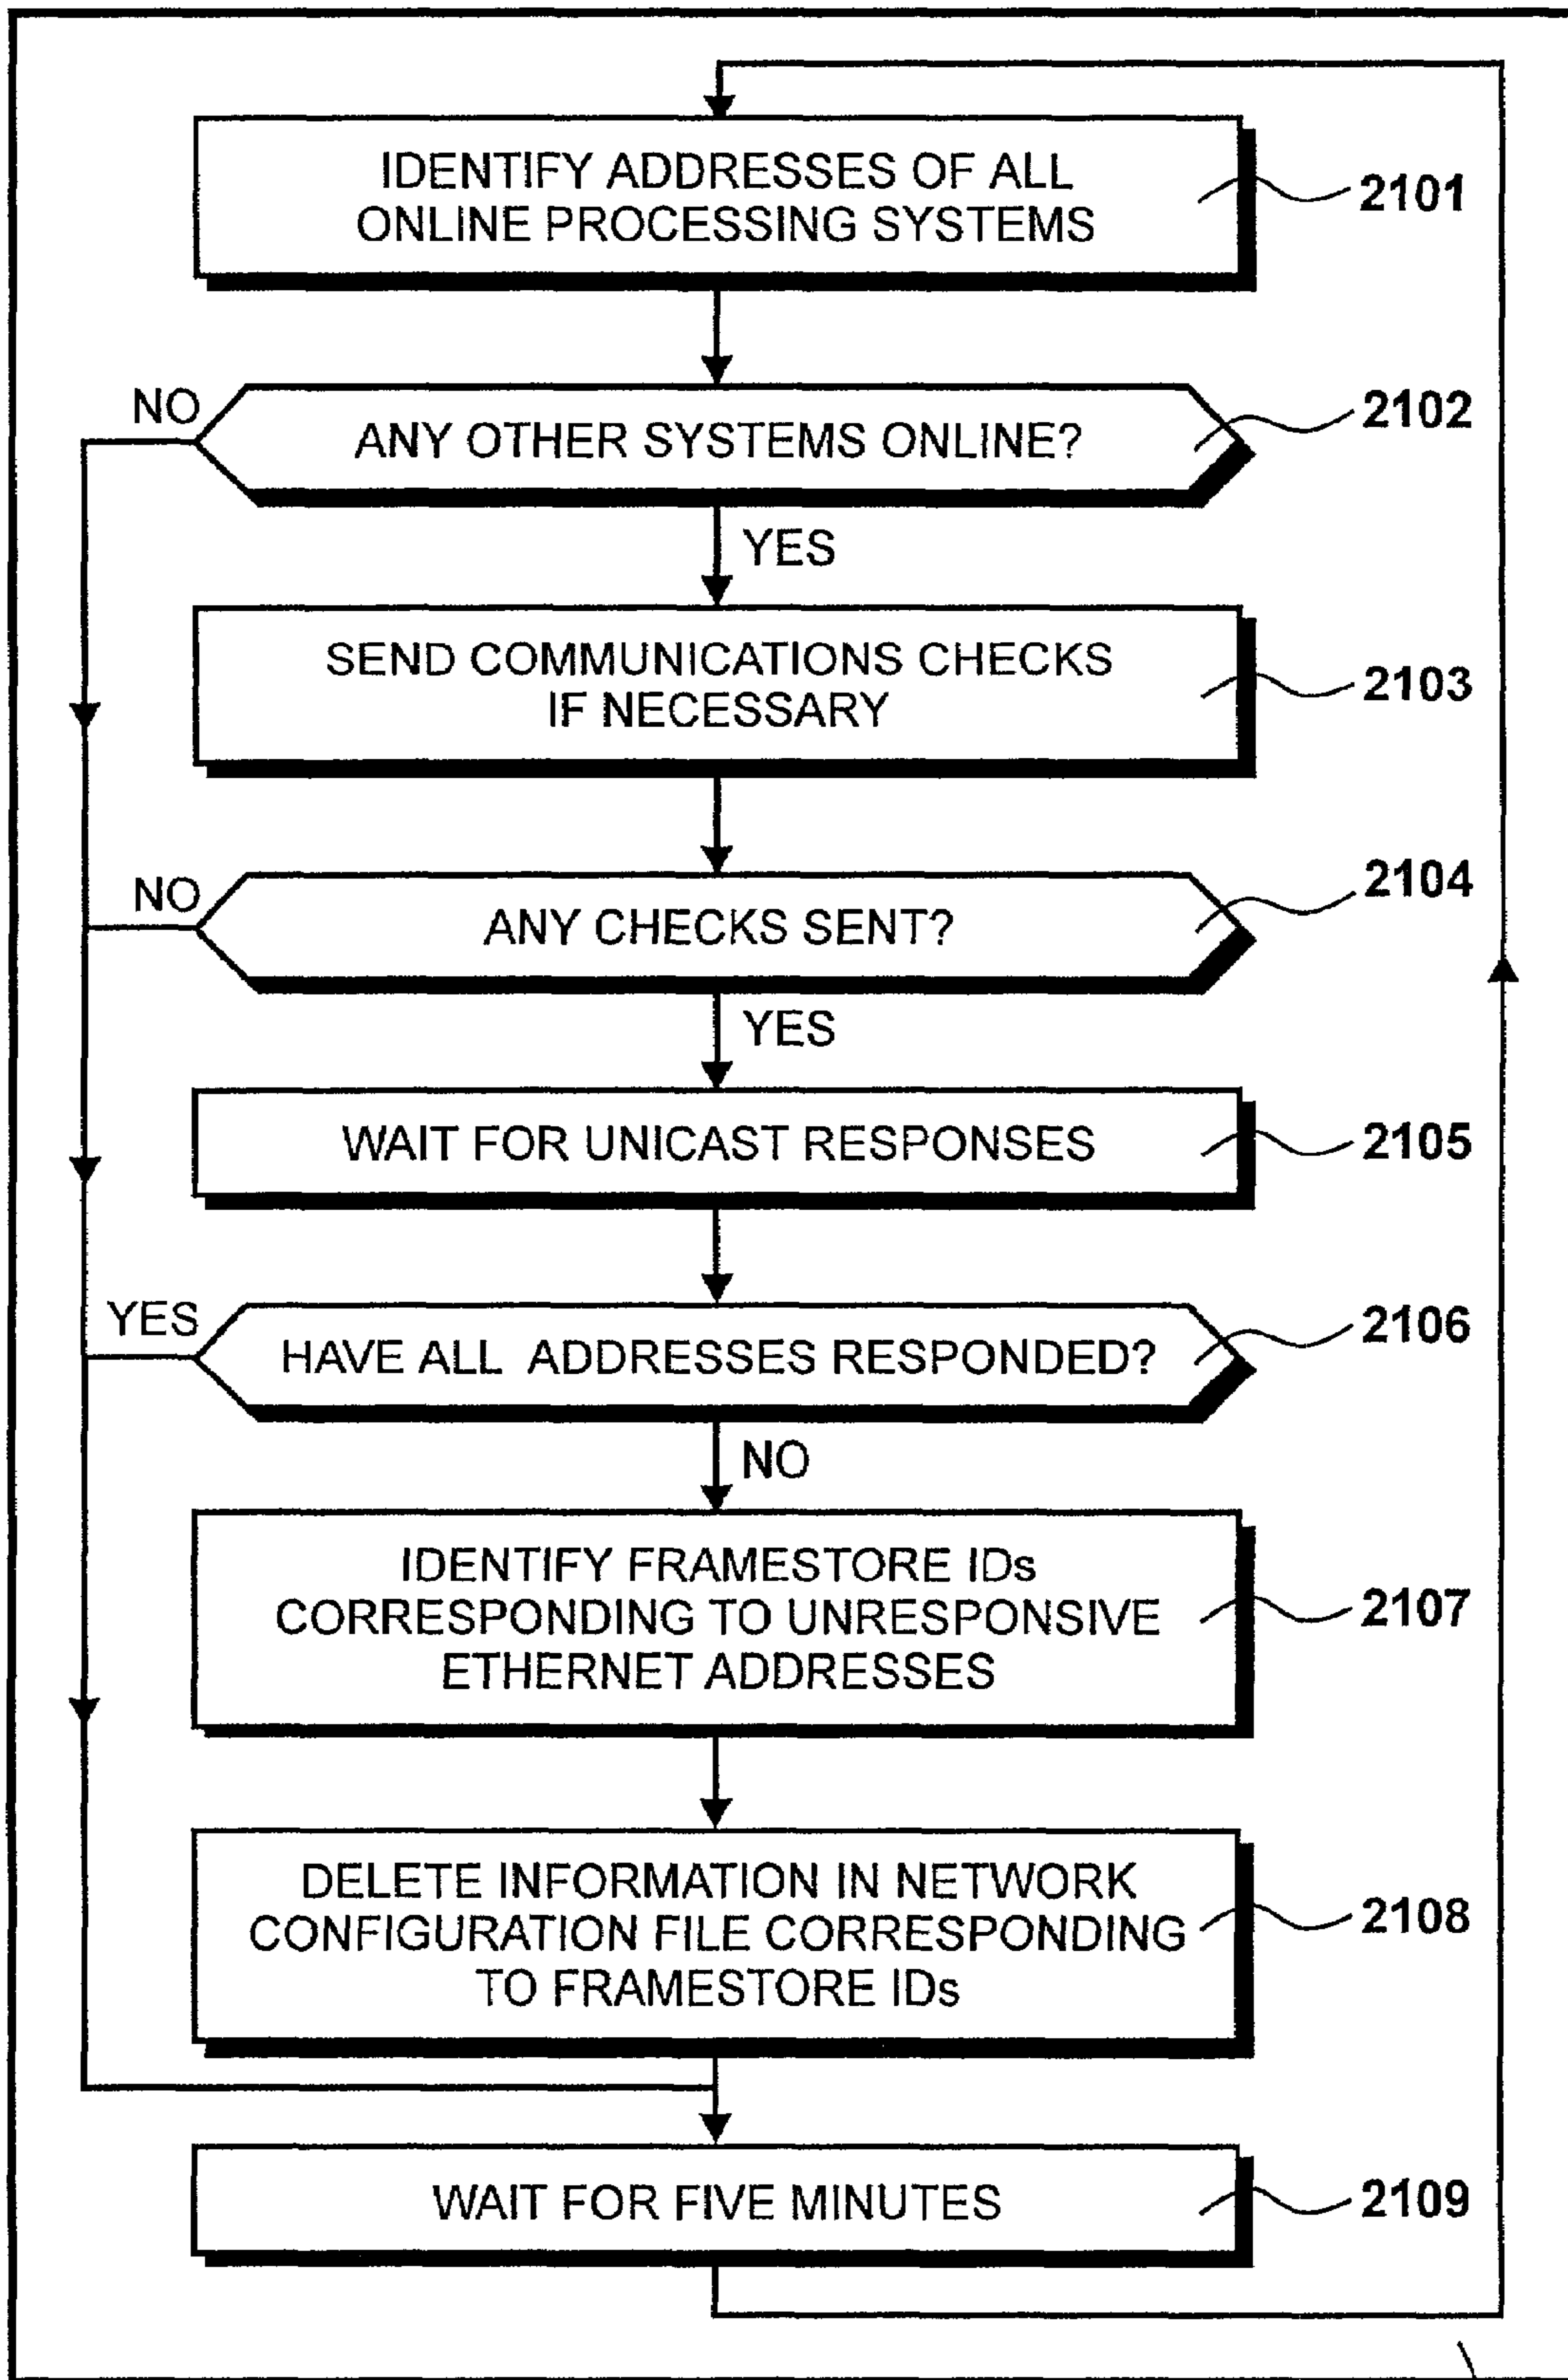 IDENTIFY ADDRESSES OF ALL
ONLINE PROCESSING SYSTEMS
2101
NO
ANY OTHER SYSTEMS ONLINE?
2102
YES
SEND COMMUNICATIONS CHECKS
IF NECESSARY
2103
NO
ANY CHECKS SENT?
2104
YES
WAIT FOR UNICAST RESPONSES
2105
YES
HAVE ALL ADDRESSES RESPONDED?
2106
NO
IDENTIFY FRAMESTORE IDs
CORRESPONDING TO UNRESPONSIVE
ETHERNET ADDRESSES
2107
DELETE INFORMATION IN NETWORK
CONFIGURATION FILE CORRESPONDING
TO FRAMESTORE IDs
2108
WAIT FOR FIVE MINUTES
2109